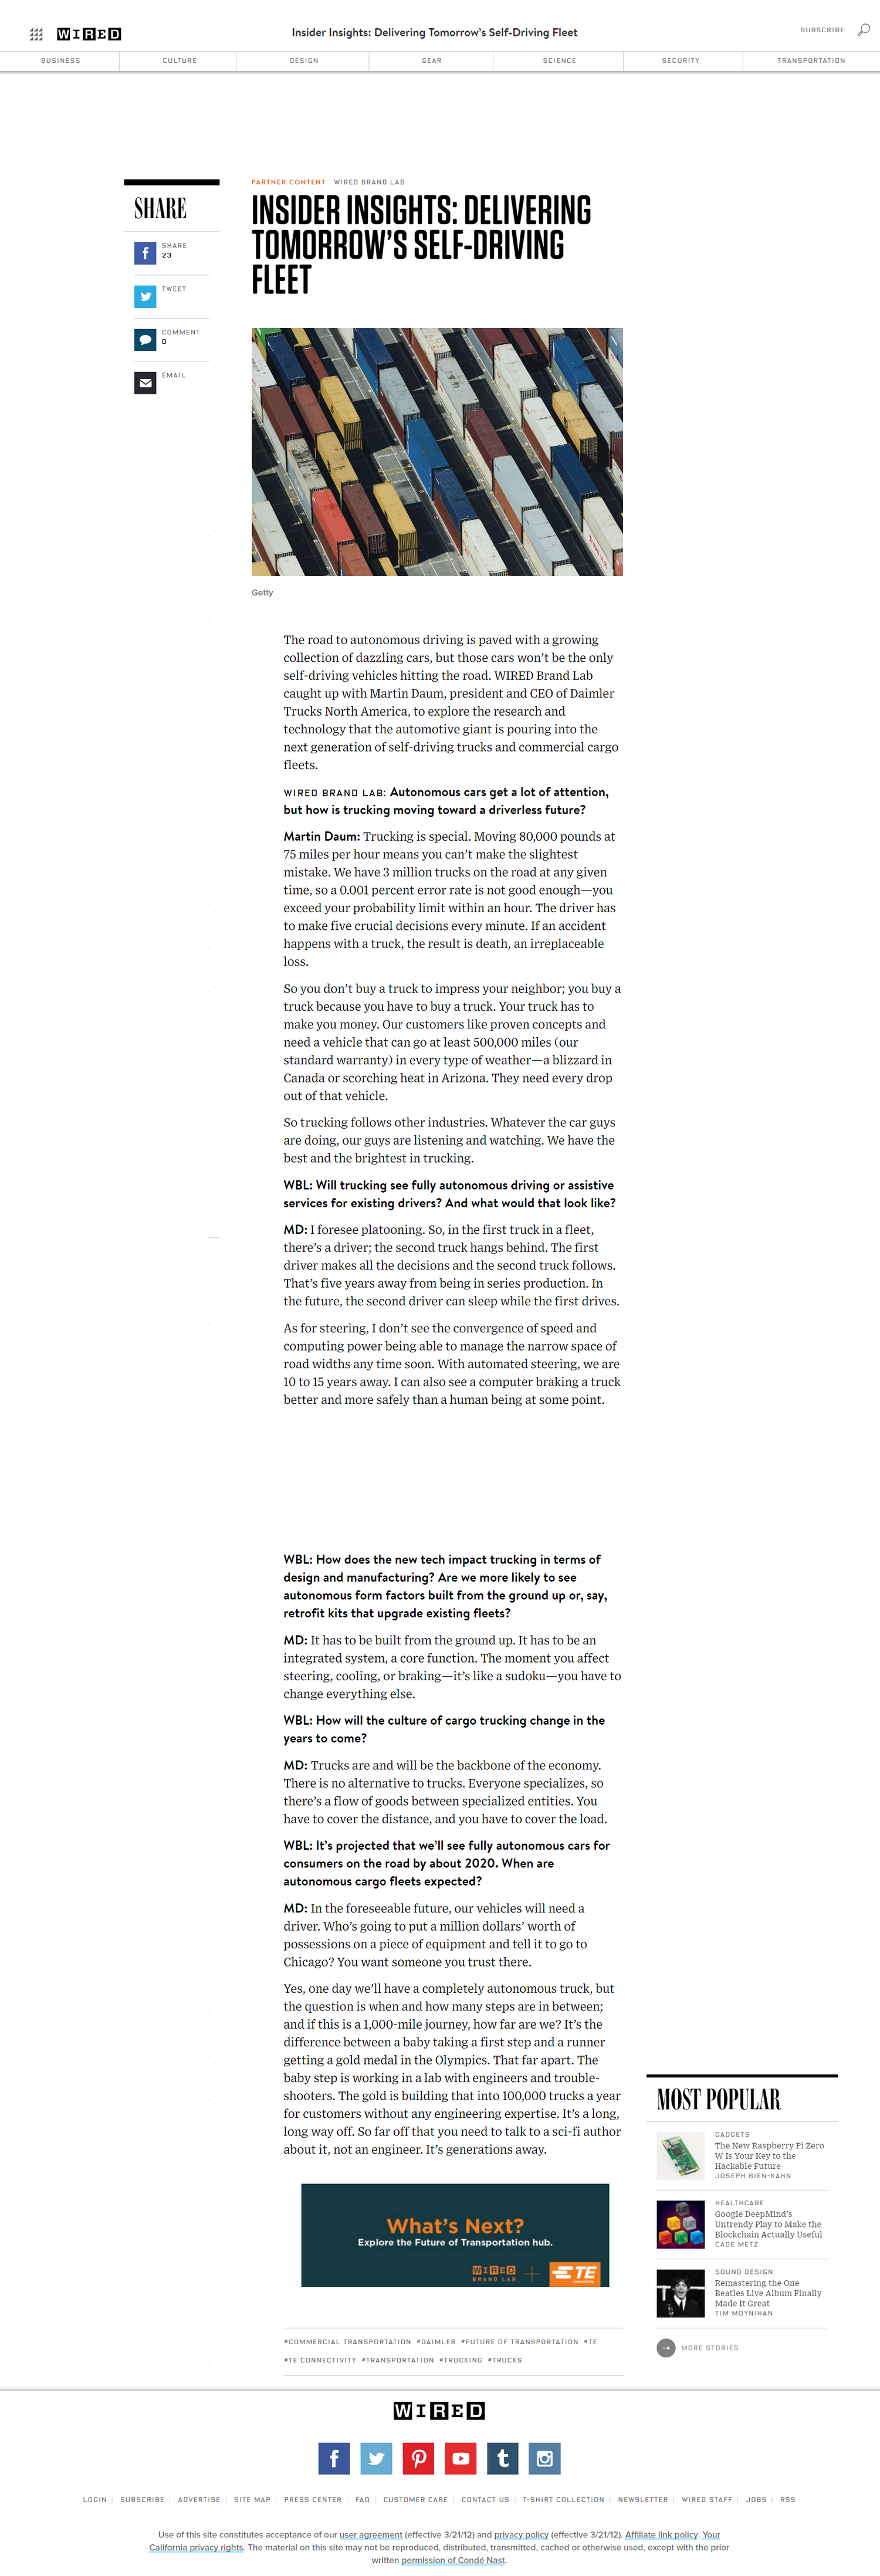 WIRED
Insider Insights: Delivering Tomorrow's Self-Driving Fleet
SUBSCRIBE
BUSINESS
CULTURE
DESIGN
GEAR
SCIENCE
SECURITY
TRANSPORTATION
SHARE
SHARE
23
TWEET
COMMENT
0
EMAIL
PARTNER CONTENT WIRED BRAND LAB
INSIDER INSIGHTS: DELIVERING
TOMORROW'S SELF-DRIVING
FLEET
Getty
The road to autonomous driving is paved with a growing
collection of dazzling cars, but those cars won't be the only
self-driving vehicles hitting the road. WIRED Brand Lab
caught up with Martin Daum, president and CEO of Daimler
Trucks North America, to explore the research and
technology that the automotive giant is pouring into the
next generation of self-driving trucks and commercial cargo
fleets.
WIRED BRAND LAB: Autonomous cars get a lot of attention,
but how is trucking moving toward a driverless future?
Martin Daum: Trucking is special. Moving 80,000 pounds at
75 miles per hour means you can't make the slightest
mistake. We have 3 million trucks on the road at any given
time, so a 0.001 percent error rate is not good enough—you
exceed your probability limit within an hour. The driver has
to make five crucial decisions every minute. If an accident
happens with a truck, the result is death, an irreplaceable
loss.
So you don't buy a truck to impress your neighbor; you buy a
truck because you have to buy a truck. Your truck has to
make you money. Our customers like proven concepts and
need a vehicle that can go at least 500,000 miles (our
standard warranty) in every type of weather—a blizzard in
Canada or scorching heat in Arizona. They need every drop
out of that vehicle.
So trucking follows other industries. Whatever the car guys
are doing, our guys are listening and watching. We have the
best and the brightest in trucking.
WBL: Will trucking see fully autonomous driving or assistive
services for existing drivers? And what would that look like?
MD: I foresee platooning. So, in the first truck in a fleet,
there's a driver; the second truck hangs behind. The first
driver makes all the decisions and the second truck follows.
That's five years away from being in series production. In
the future, the second driver can sleep while the first drives.
As for steering, I don't see the convergence of speed and
computing power being able to manage the narrow space of
road widths any time soon. With automated steering, we are
10 to 15 years away. I can also see a computer braking a truck
better and more safely than a human being at some point.
WBL: How does the new tech impact trucking in terms of
design and manufacturing? Are we more likely to see
autonomous form factors built from the ground up or, say,
retrofit kits that upgrade existing fleets?
MD: It has to be built from the ground up. It has to be an
integrated system, a core function. The moment you affect
steering, cooling, or braking—it's like a sudoku—you have to
change everything else.
WBL: How will the culture of cargo trucking change in the
years to come?
MD: Trucks are and will be the backbone of the economy.
There is no alternative to trucks. Everyone specializes, so
there's a flow of goods between specialized entities. You
have to cover the distance, and you have to cover the load.
WBL: It's projected that we'll see fully autonomous cars for
consumers on the road by about 2020. When are
autonomous cargo fleets expected?
MD: In the foreseeable future, our vehicles will need a
driver. Who's going to put a million dollars' worth of
possessions on a piece of equipment and tell it to go to
Chicago? You want someone you trust there.
Yes, one day we'll have a completely autonomous truck, but
the question is when and how many steps are in between;
and if this is a 1,000-mile journey, how far are we? It's the
difference between a baby taking a first step and a runner
getting a gold medal in the Olympics. That far apart. The
baby step is working in a lab with engineers and trouble-
shooters. The gold is building that into 100,000 trucks a year
for customers without any engineering expertise. It's a long,
long way off. So far off that you need to talk to a sci-fi author
about it, not an engineer. It's generations away.
What's Next?
Explore the Future of Transportation hub.
WIRED
BRAND LAB
TE
connectivity
#COMMERCIAL TRANSPORTATION #DAIMLER #FUTURE OF TRANSPORTATION #TE
#TE CONNECTIVITY #TRANSPORTATION #TRUCKING #TRUCKS
MOST POPULAR
GADGETS
The New Raspberry Pi Zero
W Is Your Key to the
Hackable Future
JOSEPH BIEN-KAHN
HEALTHCARE
Google DeepMind's
Untrendy Play to Make the
Blockchain Actually Useful
CADE METZ
SOUND DESIGN
Remastering the One
Beatles Live Album Finally
Made It Great
TIM MOYNIHAN
MORE STORIES
WIRED
LOGIN | SUBSCRIBE | ADVERTISE | SITE MAP | PRESS CENTER | FAQ | CUSTOMER CARE | CONTACT US | T-SHIRT COLLECTION | NEWSLETTER | WIRED STAFF | JOBS | RSS
Use of this site constitutes acceptance of our user agreement (effective 3/21/12) and privacy policy (effective 3/21/12). Affiliate link policy. Your
California privacy rights. The material on this site may not be reproduced, distributed, transmitted, cached or otherwise used, except with the prior
written permission of Condé Nast.